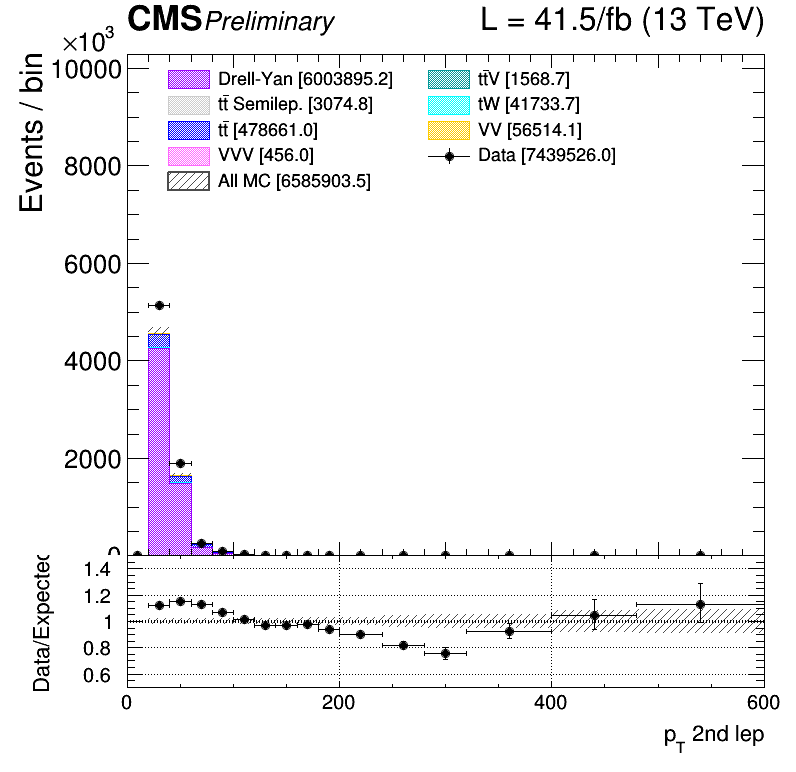 CMS Preliminary L = 41.5/fb (13 TeV)
×10³
Events / bin
10000
8000
6000
4000
2000
0
Drell-Yan [6003895.2]
tt̄ Semilep. [3074.8]
tt̄ [478661.0]
VVV [456.0]
All MC [6585903.5]
tt̄V [1568.7]
tW [41733.7]
VV [56514.1]
Data [7439526.0]
Data/Expected
1.4
1.2
1
0.8
0.6
0 200 400 600
p_T 2nd lep